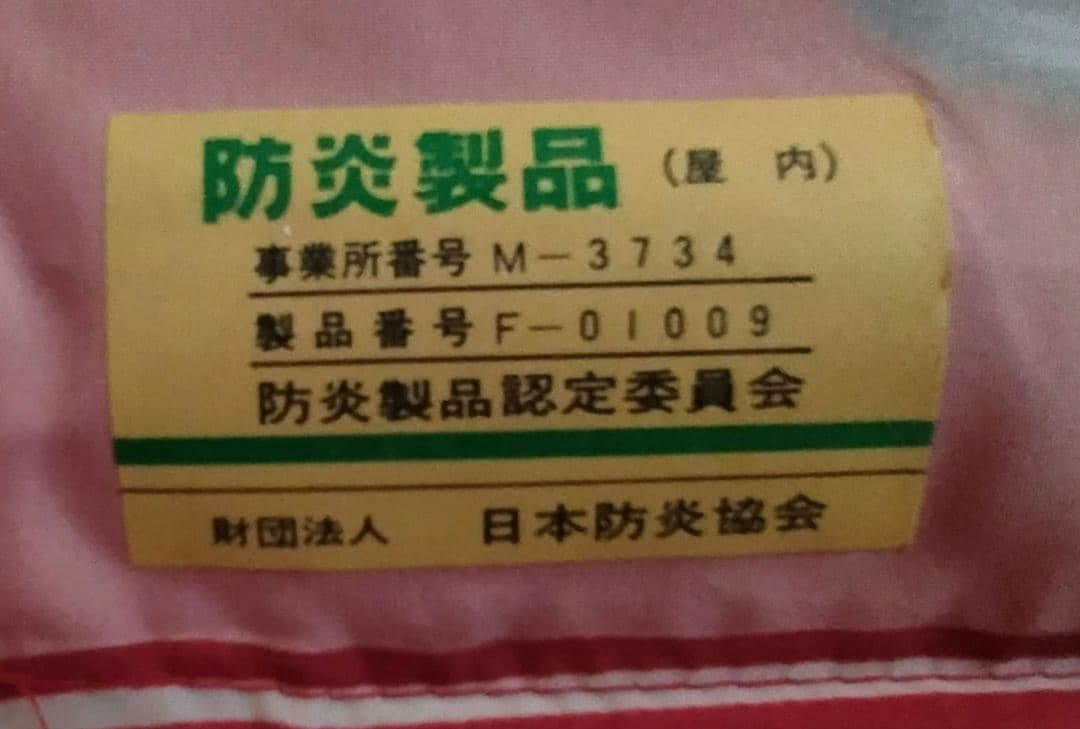 防炎製品 (屋 内)
事業所番号 M-3734
製品番号 F-01009
防炎製品認定委員会
財団法人 日本防炎協会